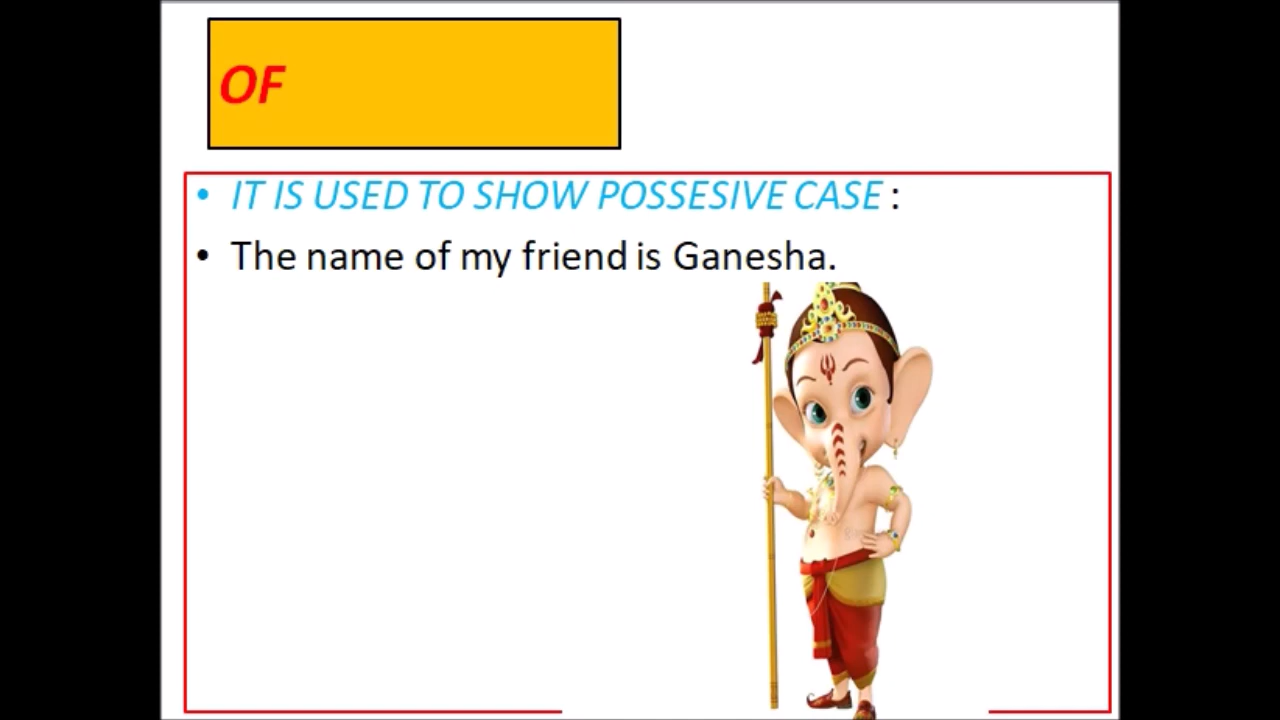 OF
• IT IS USED TO SHOW POSSESIVE CASE :
• The name of my friend is Ganesha.